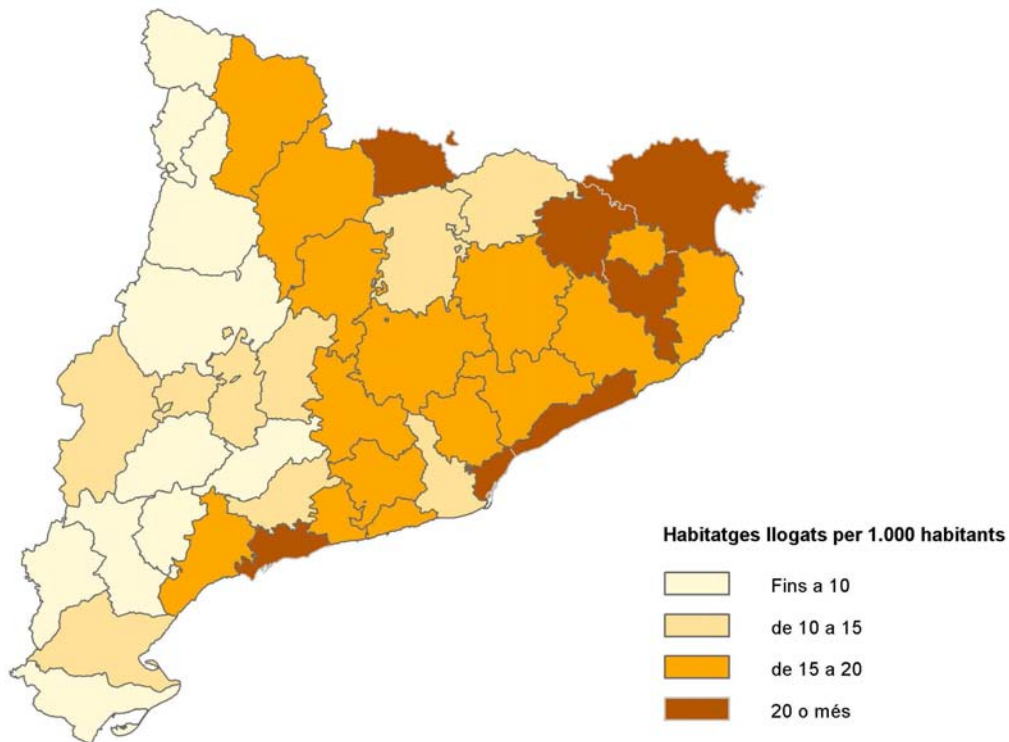 Habitatges llogats per 1.000 habitants
Fins a 10
de 10 a 15
de 15 a 20
20 o més